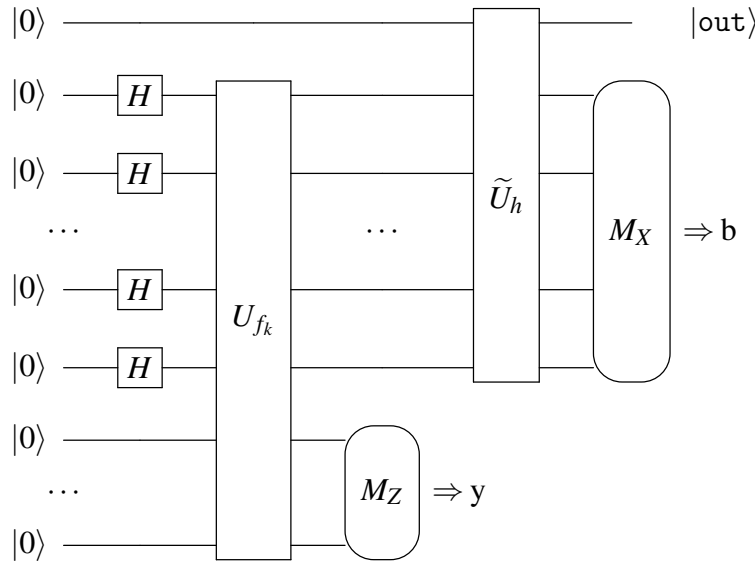 |0⟩ |out⟩
|0⟩ H
|0⟩ H
Ũ_h
··· ··· M_X ⇒ b
|0⟩ H
U_{f_k}
|0⟩ H
|0⟩
··· M_Z ⇒ y
|0⟩